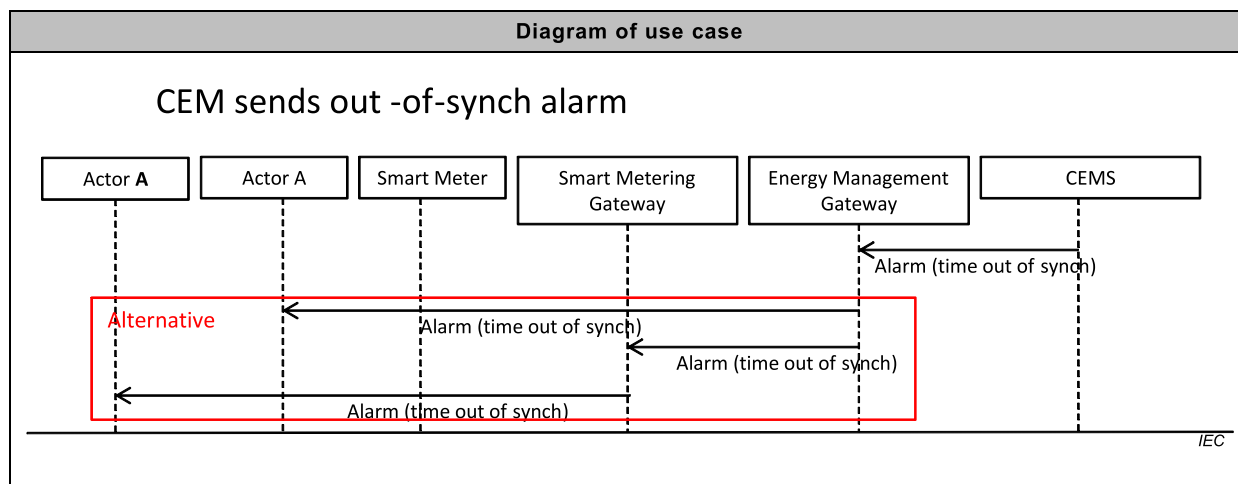 Diagram of use case
CEM sends out -of-synch alarm
Actor A
Actor A
Smart Meter
Smart Metering
Gateway
Energy Management
Gateway
CEMS
Alarm (time out of synch)
Alternative
Alarm (time out of synch)
Alarm (time out of synch)
Alarm (time out of synch)
IEC